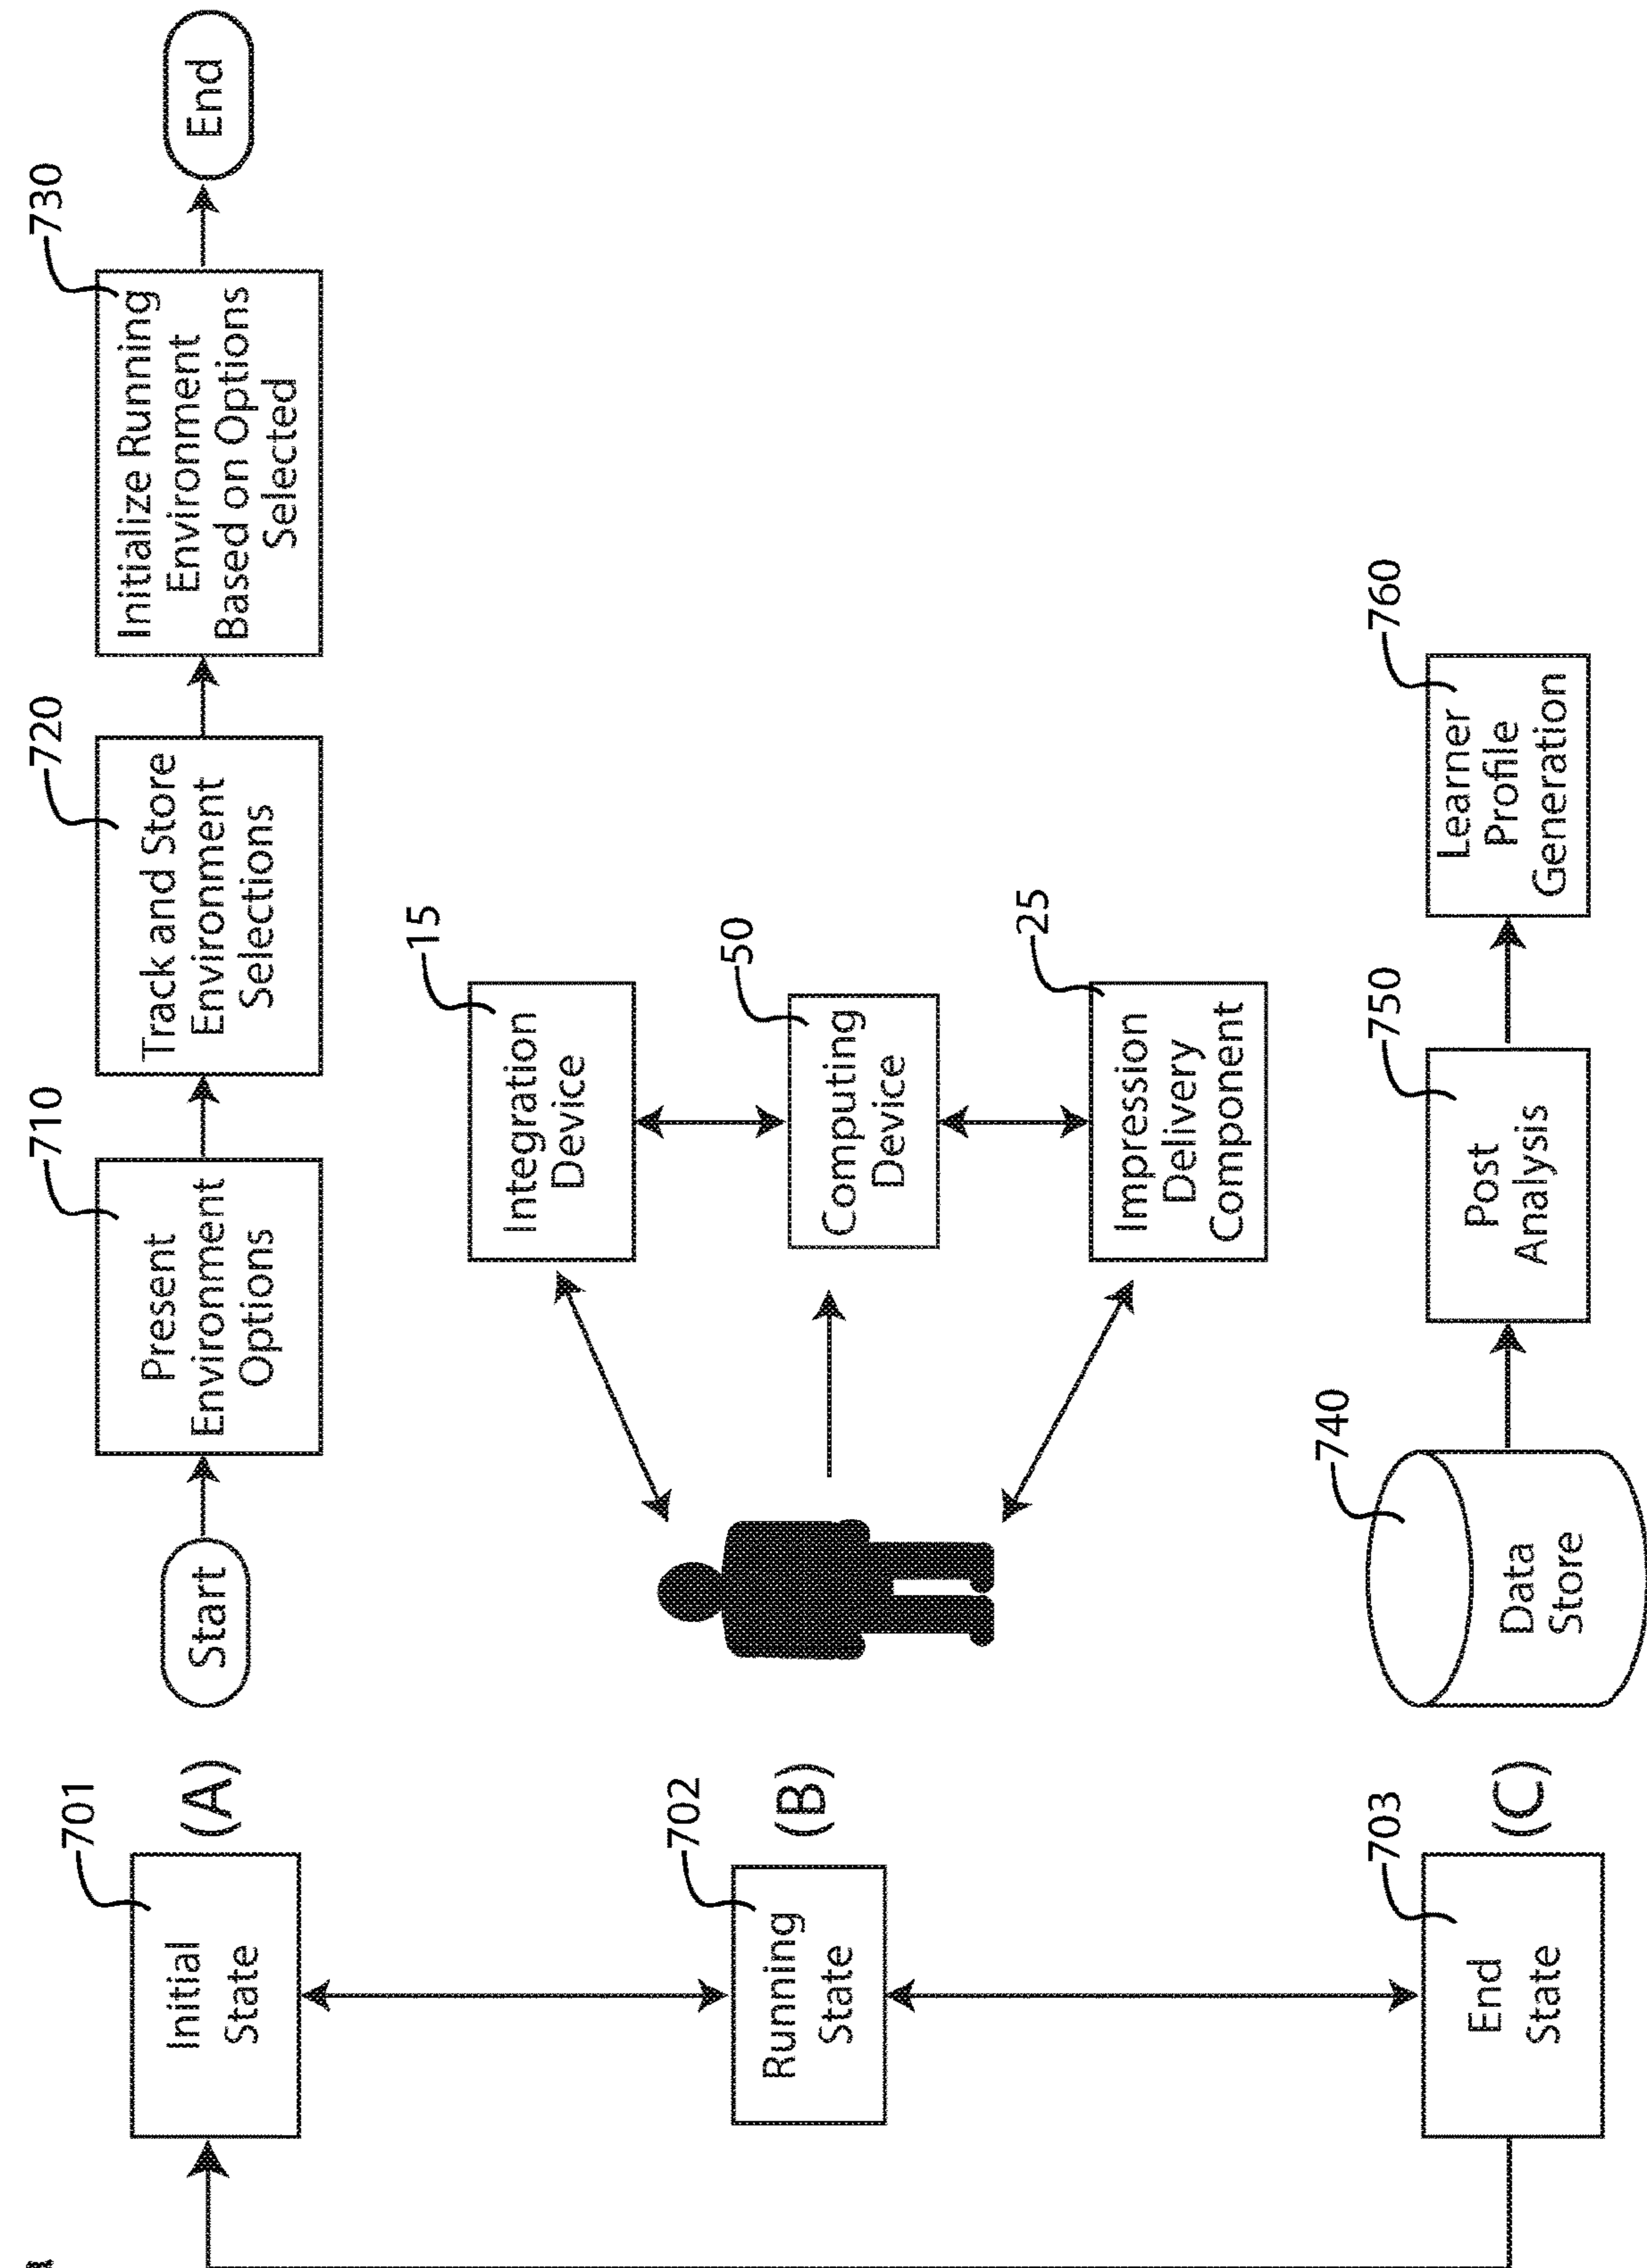 701
Initial
State
(A)
Start
710
Present
Environment
Options
720
Track and Store
Environment
Selections
730
Initialize Running
Environment
Based on Options
Selected
End
702
Running
State
(B)
15
Integration
Device
50
Computing
Device
25
Impression
Delivery
Component
703
End
State
(C)
740
Data
Store
750
Post
Analysis
760
Learner
Profile
Generation